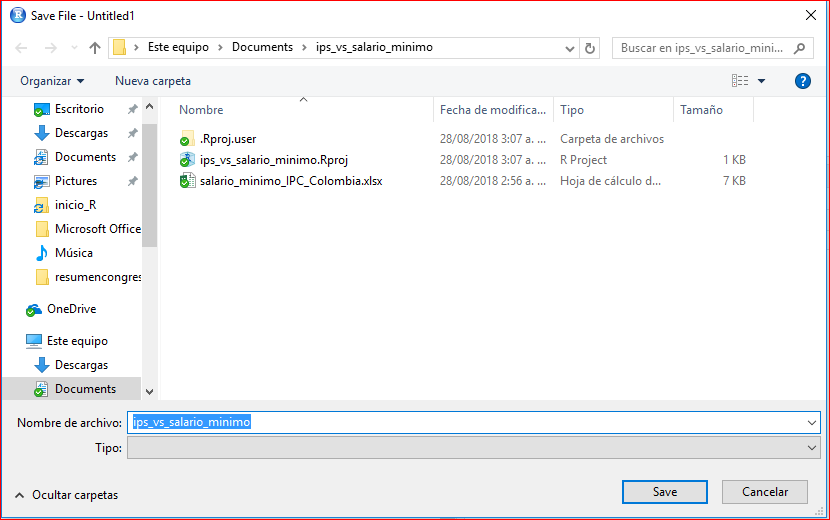 Save File - Untitled1
Este equipo > Documents > ips_vs_salario_minimo
Buscar en ips_vs_salario_mini...
Organizar
Nueva carpeta
Escritorio
Descargas
Documents
Pictures
inicio_R
Microsoft Office
Música
resumencongres
OneDrive
Este equipo
Descargas
Documents
Nombre Fecha de modifica... Tipo Tamaño
.Rproj.user 28/08/2018 3:07 a. ... Carpeta de archivos
ips_vs_salario_minimo.Rproj 28/08/2018 3:07 a. ... R Project 1 KB
salario_minimo_IPC_Colombia.xlsx 28/08/2018 2:56 a. ... Hoja de cálculo d... 7 KB
Nombre de archivo: ips_vs_salario_minimo
Tipo:
Ocultar carpetas
Save
Cancelar